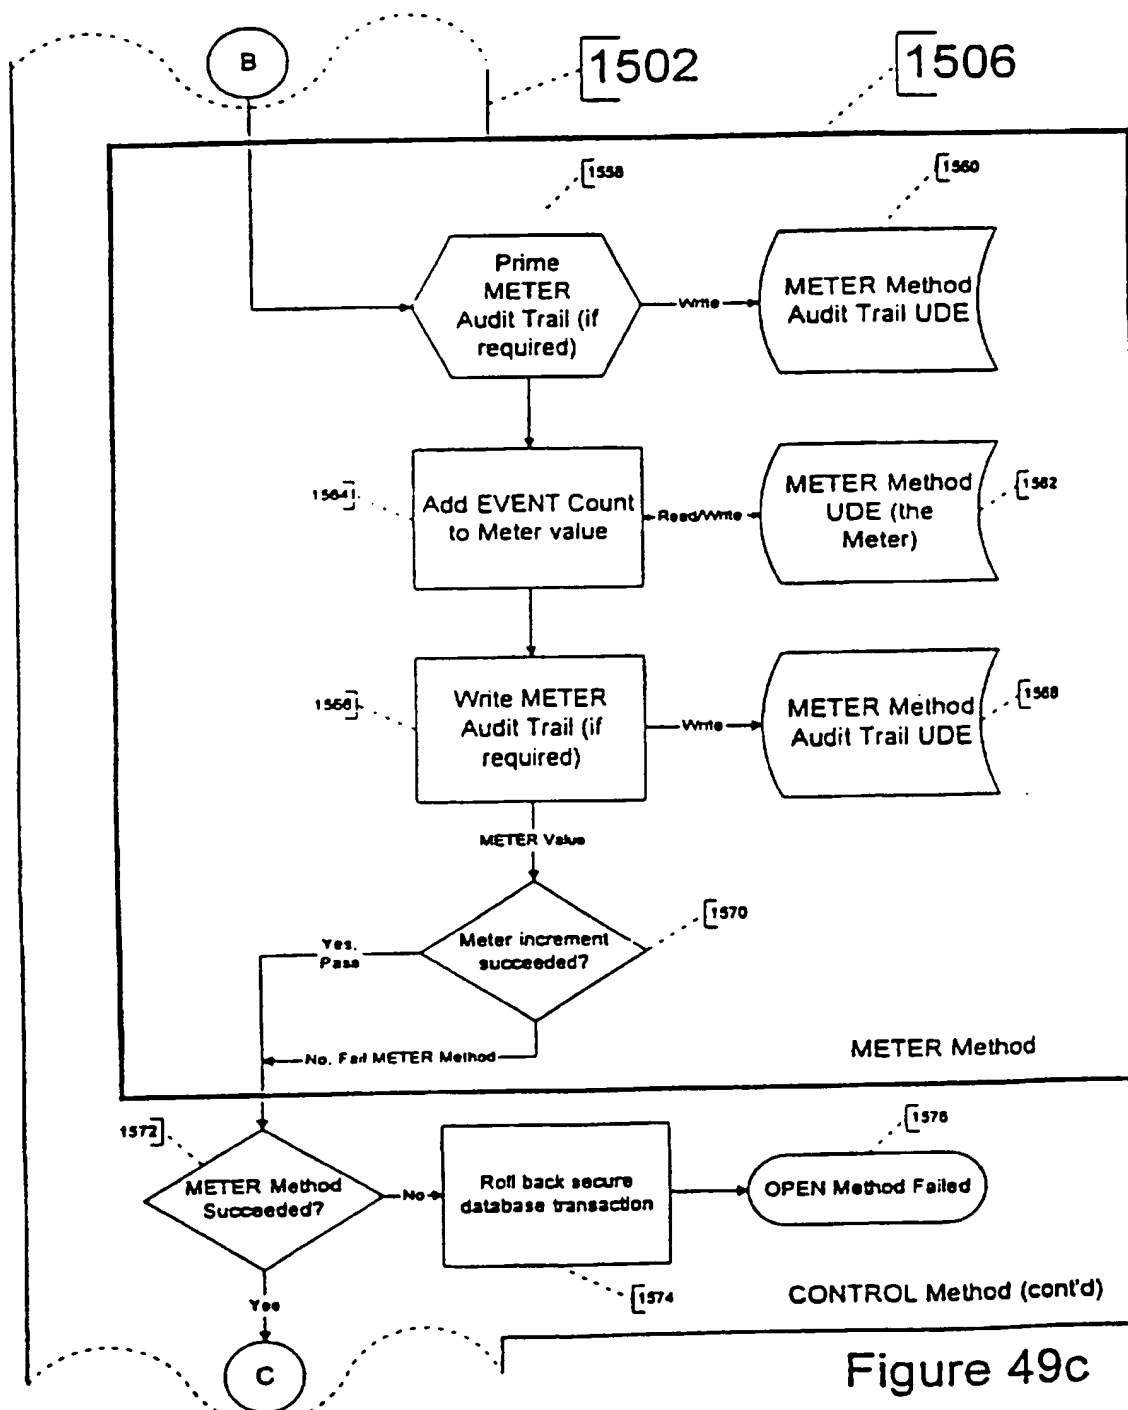 B
1502
1506
1558
1560
Prime
METER
Audit Trail (if
required)
Write
METER Method
Audit Trail UDE
1564
Add EVENT Count
to Meter value
Read/Write
METER Method
UDE (the
Meter)
1562
1566
Write METER
Audit Trail (if
required)
Write
METER Method
Audit Trail UDE
1568
METER Value
Meter increment
succeeded?
1570
Yes,
Pass
No, Fail METER Method
METER Method
1572
METER Method
Succeeded?
No
Roll back secure
database transaction
1576
OPEN Method Failed
1574
Yes
CONTROL Method (cont'd)
C
Figure 49c